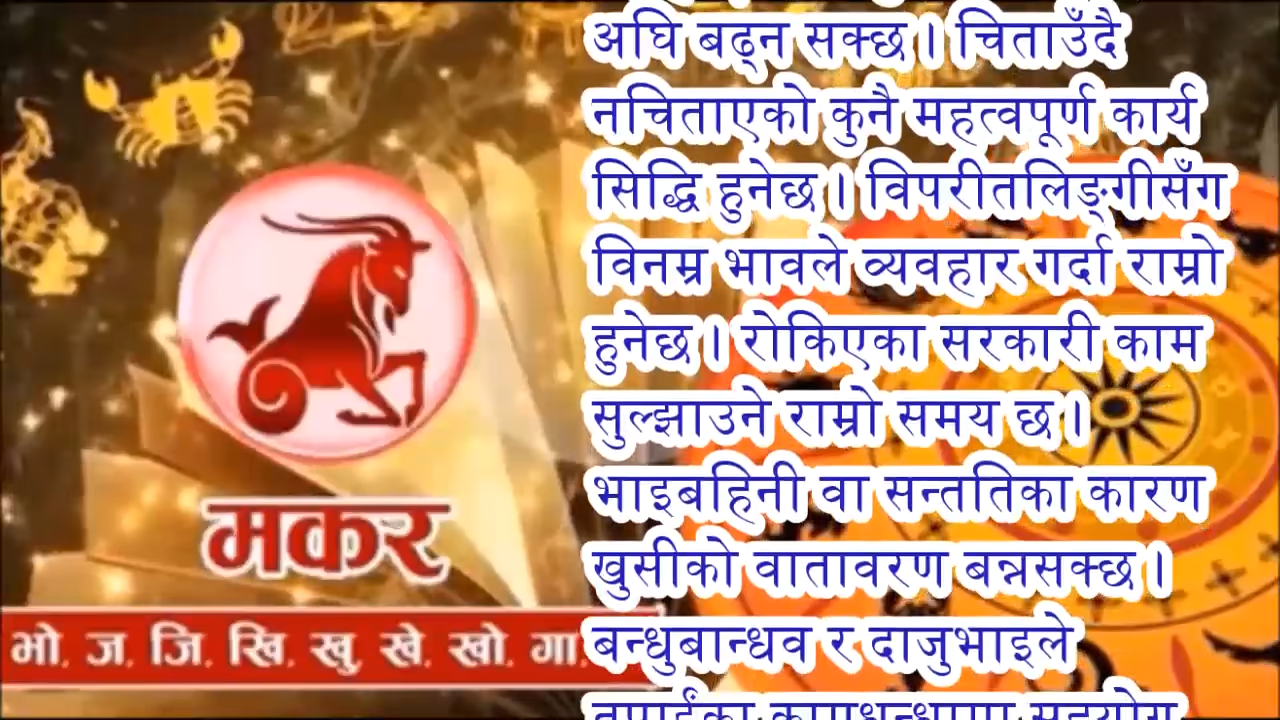 अघि बढ्न सक्छ । चिताउँदै
नचिताएको कुनै महत्वपूर्ण कार्य
सिद्धि हुनेछ । विपरीतलिङ्गीसँग
विनम्र भावले व्यवहार गर्दा राम्रो
हुनेछ । रोकिएका सरकारी काम
सुल्झाउने राम्रो समय छ ।
भाइबहिनी वा सन्ततिका कारण
खुसीको वातावरण बन्नसक्छ ।
बन्धुबान्धव र दाजुभाइले
मकर
भो. ज. जि. खि. खु. खे. खो. गा.